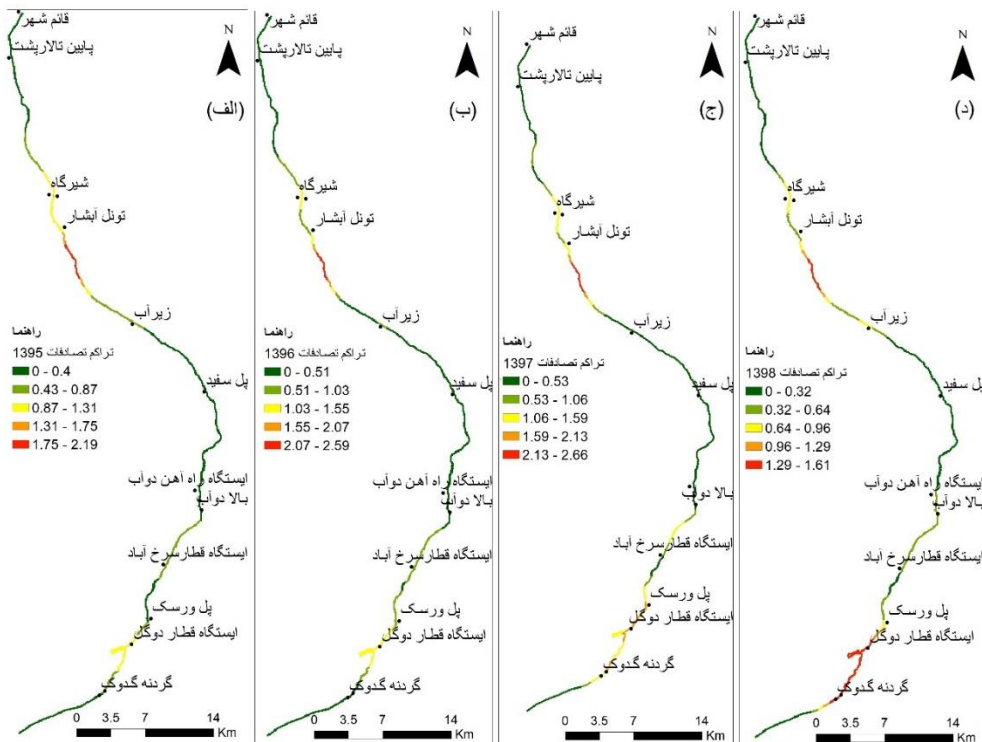 N
قائم شهر
پایین تالارپشت
(الف)
شیرگاه
تونل آبشار
زیرآب
راهنما
تراکم تصادفات 1395
0 - 0.4
0.43 - 0.87
0.87 - 1.31
1.31 - 1.75
1.75 - 2.19
پل سفید
ایستگاه راه آهن دوآب
بالا دوآب
ایستگاه قطارسرخ آباد
پل ورسک
ایستگاه قطار دوگل
گردنه گدوک
0 3.5 7 14
Km
N
قائم شهر
پایین تالارپشت
(ب)
شیرگاه
تونل آبشار
زیرآب
راهنما
تراکم تصادفات 1396
0 - 0.51
0.51 - 1.03
1.03 - 1.55
1.55 - 2.07
2.07 - 2.59
پل سفید
ایستگاه راه آهن دوآب
بالا دوآب
ایستگاه قطارسرخ آباد
پل ورسک
ایستگاه قطار دوگل
گردنه گدوک
0 3.5 7 14
Km
N
قائم شهر
پایین تالارپشت
(ج)
شیرگاه
تونل آبشار
زیرآب
راهنما
تراکم تصادفات 1397
0 - 0.53
0.53 - 1.06
1.06 - 1.59
1.59 - 2.13
2.13 - 2.66
پل سفید
بالا دوآب
ایستگاه قطارسرخ آباد
پل ورسک
ایستگاه قطار دوگل
گردنه گدوک
0 3.5 7 14
Km
N
قائم شهر
پایین تالارپشت
(د)
شیرگاه
تونل آبشار
زیرآب
راهنما
تراکم تصادفات 1398
0 - 0.32
0.32 - 0.64
0.64 - 0.96
0.96 - 1.29
1.29 - 1.61
پل سفید
ایستگاه راه آهن دوآب
بالا دوآب
ایستگاه قطارسرخ آباد
پل ورسک
ایستگاه قطار دوگل
گردنه گدوک
0 3.5 7 14
Km